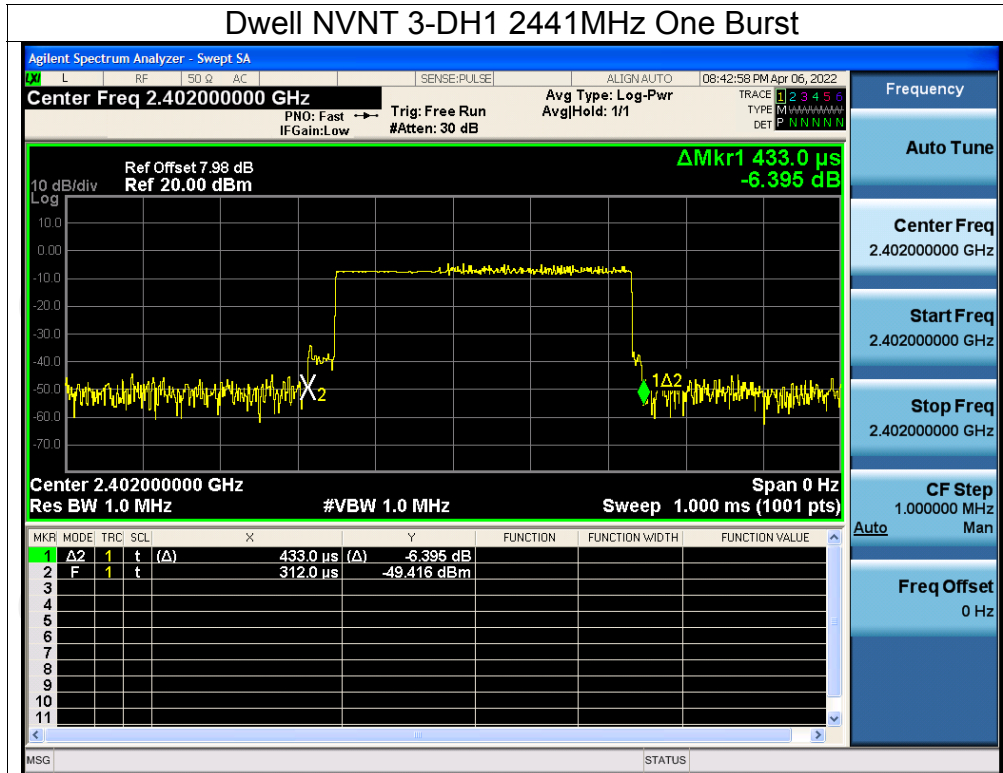 Dwell NVNT 3-DH1 2441MHz One Burst
Agilent Spectrum Analyzer - Swept SA
LXI L RF 50 Ω AC SENSE:PULSE ALIGN AUTO 08:42:58 PM Apr 06, 2022
Center Freq 2.402000000 GHz
PNO: Fast
IFGain:Low
Trig: Free Run
#Atten: 30 dB
Avg Type: Log-Pwr
Avg|Hold: 1/1
TRACE 1 2 3 4 5 6
TYPE M
DET P N N N N N
Ref Offset 7.98 dB
10 dB/div Ref 20.00 dBm
Log
ΔMkr1 433.0 µs
-6.395 dB
10.0
0.00
-10.0
-20.0
-30.0
-40.0
-50.0
-60.0
-70.0
2
1Δ2
Center 2.402000000 GHz Span 0 Hz
Res BW 1.0 MHz #VBW 1.0 MHz Sweep 1.000 ms (1001 pts)
MKR MODE TRC SCL X Y FUNCTION FUNCTION WIDTH FUNCTION VALUE
1 Δ2 1 t (Δ) 433.0 µs (Δ) -6.395 dB
2 F 1 t 312.0 µs -49.416 dBm
3
4
5
6
7
8
9
10
11
MSG STATUS
Frequency
Auto Tune
Center Freq
2.402000000 GHz
Start Freq
2.402000000 GHz
Stop Freq
2.402000000 GHz
CF Step
1.000000 MHz
Auto Man
Freq Offset
0 Hz